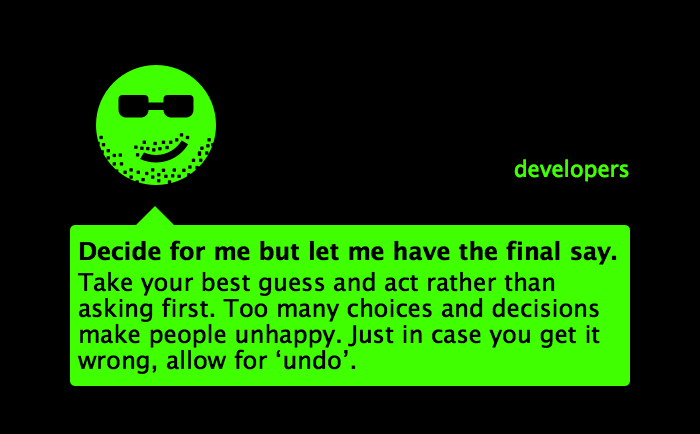 developers
Decide for me but let me have the final say.
Take your best guess and act rather than
asking first. Too many choices and decisions
make people unhappy. Just in case you get it
wrong, allow for ‘undo’.